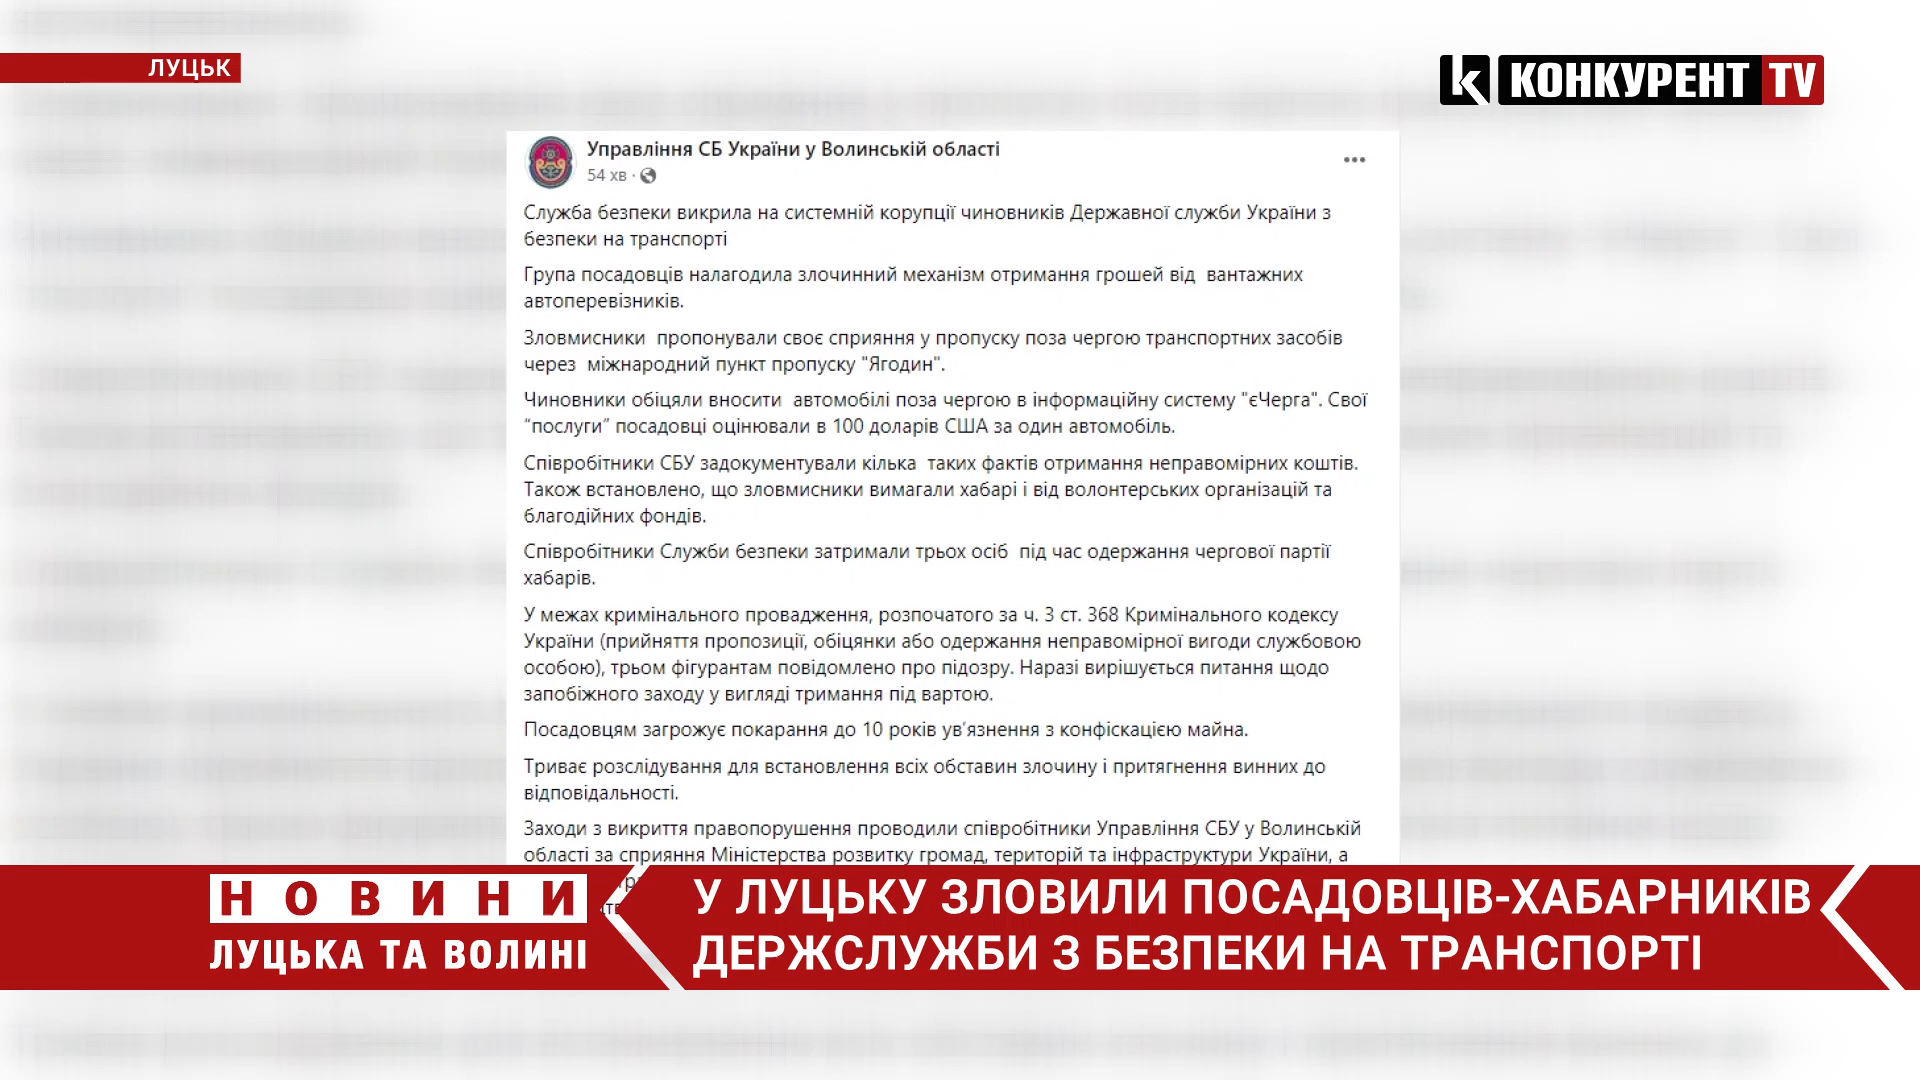 ЛУЦЬК
КОНКУРЕНТ TV
Управління СБ України у Волинській області
54 хв ·
Служба безпеки викрила на системній корупції чиновників Державної служби України з
безпеки на транспорті
Група посадовців налагодила злочинний механізм отримання грошей від вантажних
автоперевізників.
Зловмисники пропонували своє сприяння у пропуску поза чергою транспортних засобів
через міжнародний пункт пропуску "Ягодин".
Чиновники обіцяли вносити автомобілі поза чергою в інформаційну систему "єЧерга". Свої
“послуги” посадовці оцінювали в 100 доларів США за один автомобіль.
Співробітники СБУ задокументували кілька таких фактів отримання неправомірних коштів.
Також встановлено, що зловмисники вимагали хабарі і від волонтерських організацій та
благодійних фондів.
Співробітники Служби безпеки затримали трьох осіб під час одержання чергової партії
хабарів.
У межах кримінального провадження, розпочатого за ч. 3 ст. 368 Кримінального кодексу
України (прийняття пропозиції, обіцянки або одержання неправомірної вигоди службовою
особою), трьом фігурантам повідомлено про підозру. Наразі вирішується питання щодо
запобіжного заходу у вигляді тримання під вартою.
Посадовцям загрожує покарання до 10 років ув’язнення з конфіскацією майна.
Триває розслідування для встановлення всіх обставин злочину і притягнення винних до
відповідальності.
Заходи з викриття правопорушення проводили співробітники Управління СБУ у Волинській
області за сприяння Міністерства розвитку громад, територій та інфраструктури України, а
НОВИНИ
ЛУЦЬКА ТА ВОЛИНІ
У ЛУЦЬКУ ЗЛОВИЛИ ПОСАДОВЦІВ-ХАБАРНИКІВ
ДЕРЖСЛУЖБИ З БЕЗПЕКИ НА ТРАНСПОРТІ